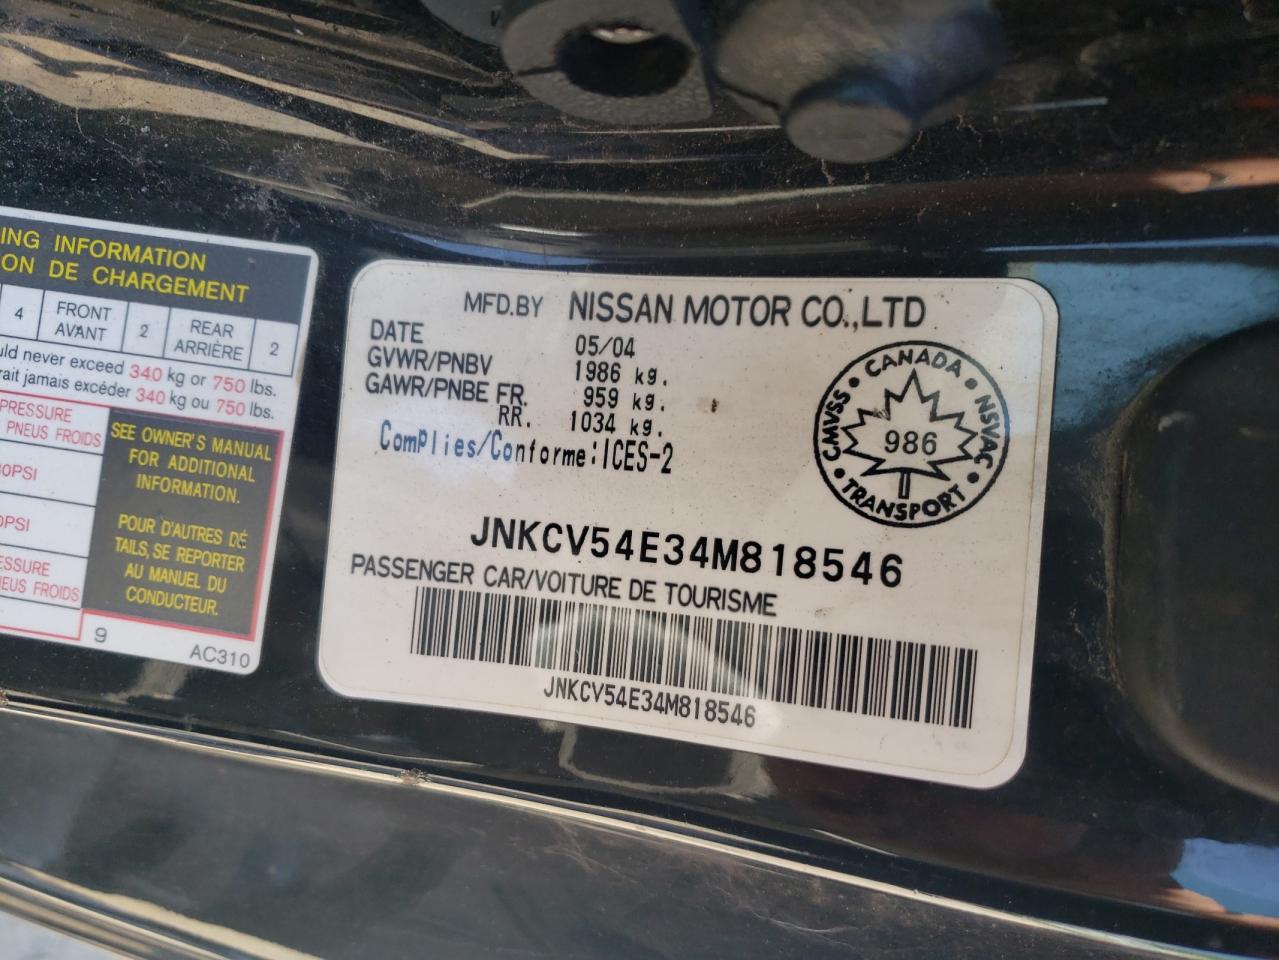 ING INFORMATION
ON DE CHARGEMENT
4 FRONT AVANT 2 REAR ARRIÈRE 2
uld never exceed 340 kg or 750 lbs.
rait jamais excéder 340 kg ou 750 lbs.
PRESSURE
PNEUS FROIDS
0PSI
0PSI
ESSURE
NEUS FROIDS
SEE OWNER'S MANUAL
FOR ADDITIONAL
INFORMATION.
POUR D'AUTRES DÉ
TAILS, SE REPORTER
AU MANUEL DU
CONDUCTEUR.
9 AC310
MFD.BY NISSAN MOTOR CO.,LTD
DATE 05/04
GVWR/PNBV 1986 kg.
GAWR/PNBE FR. 959 kg.
RR. 1034 kg.
Complies/Conforme:ICES-2
CANADA
CMVSS • NSVAC
986
TRANSPORT
JNKCV54E34M818546
PASSENGER CAR/VOITURE DE TOURISME
JNKCV54E34M818546